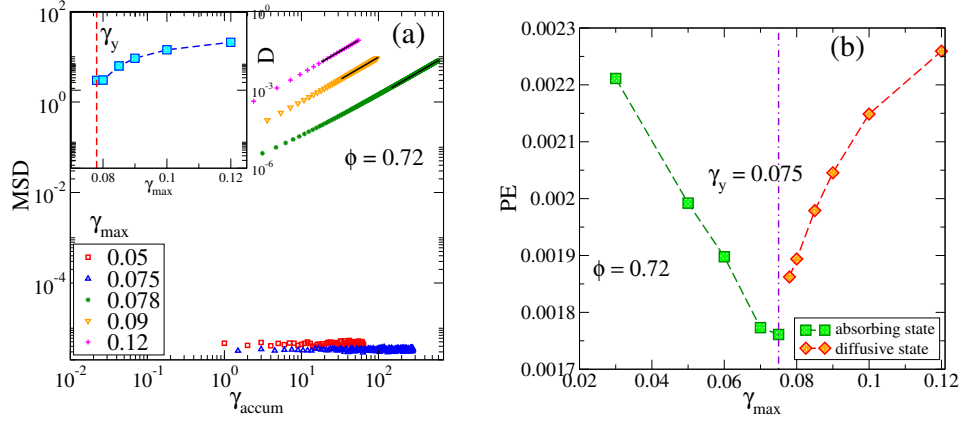 10^2
10^0
10^-2
10^-4
MSD
10^-2
10^-1
10^0
10^1
10^2
γ_accum
(a)
ϕ = 0.72
γ_y
10^0
10^-3
10^-6
D
0.08
0.10
0.12
γ_max
γ_max
0.05
0.075
0.078
0.09
0.12
(b)
0.0023
0.0022
0.0021
0.002
0.0019
0.0018
0.0017
PE
γ_y = 0.075
ϕ = 0.72
absorbing state
diffusive state
0.02
0.04
0.06
0.08
0.1
0.12
γ_max